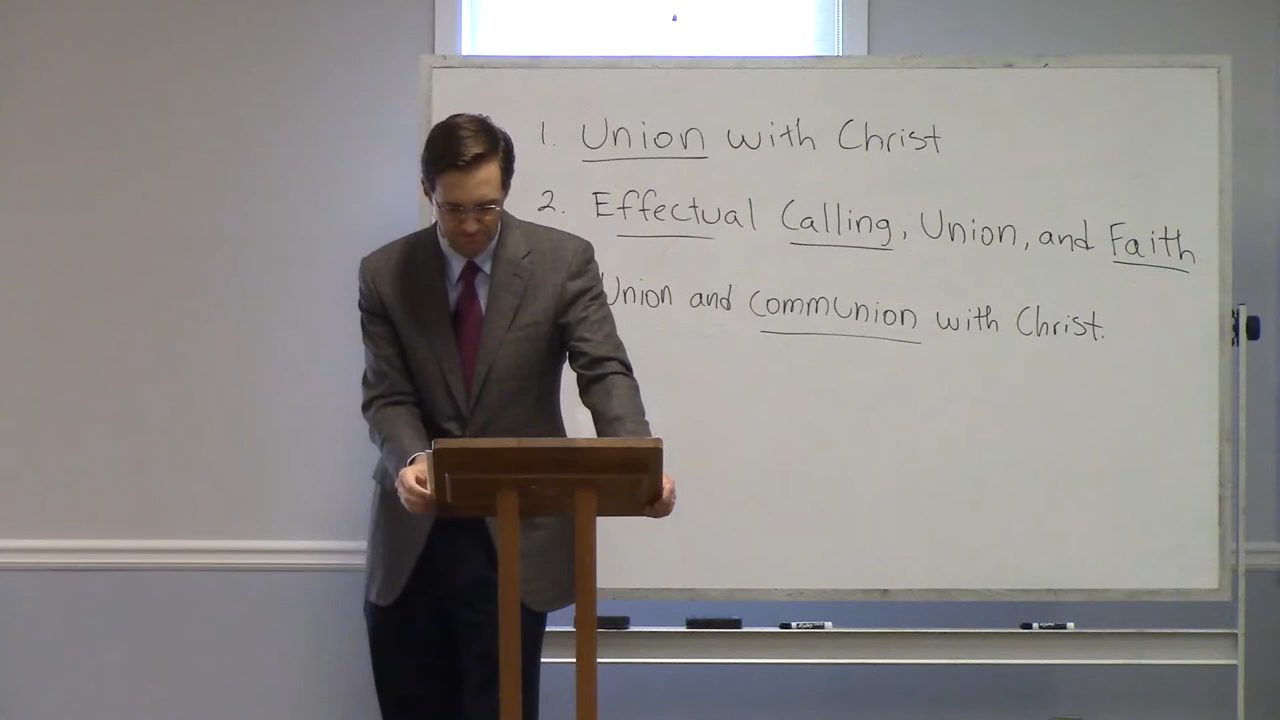 1. Union with Christ
2. Effectual Calling, Union, and Faith
Union and Communion with Christ.